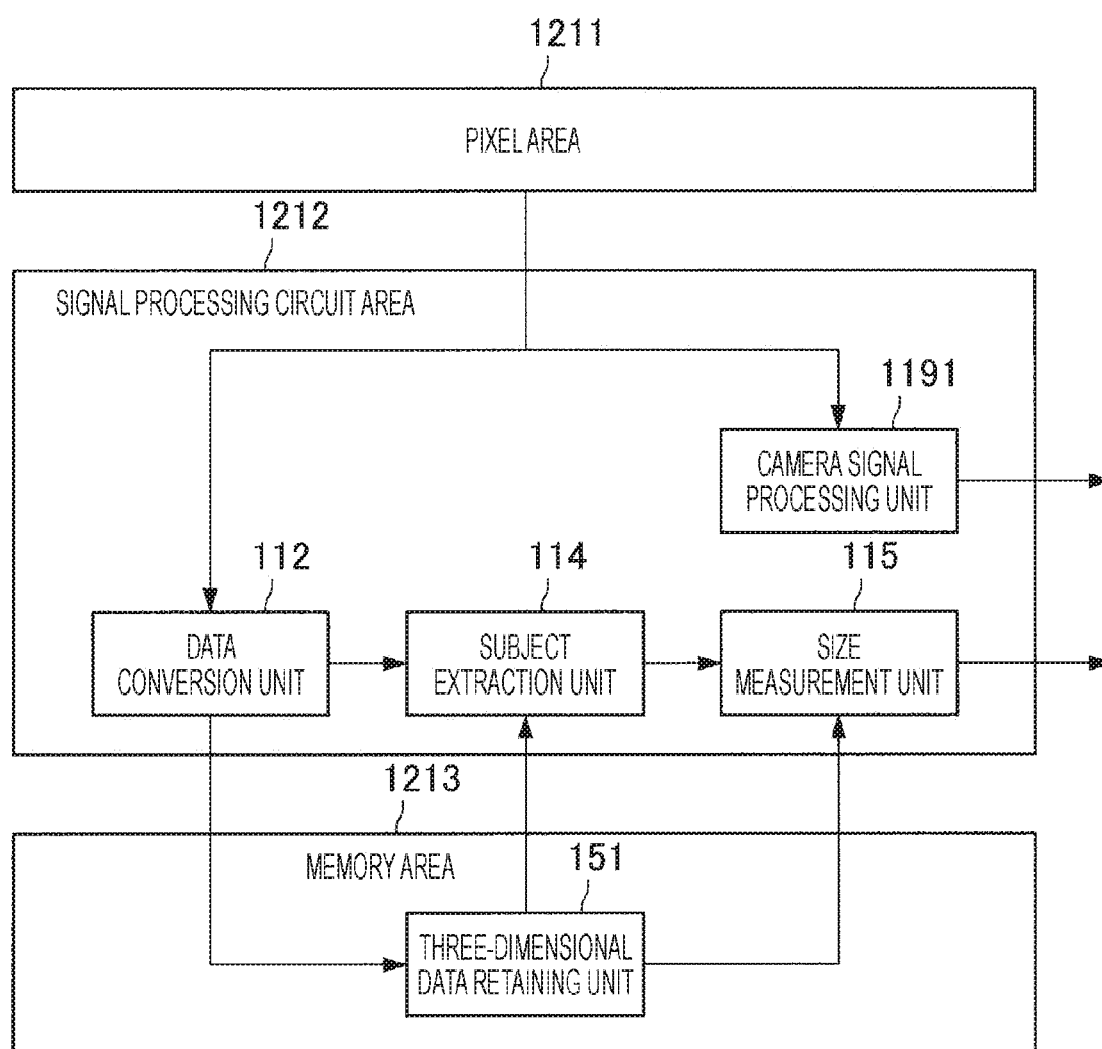 1211
PIXEL AREA
1212
SIGNAL PROCESSING CIRCUIT AREA
1191
CAMERA SIGNAL
PROCESSING UNIT
112
DATA
CONVERSION UNIT
114
SUBJECT
EXTRACTION UNIT
115
SIZE
MEASUREMENT UNIT
1213
MEMORY AREA
151
THREE-DIMENSIONAL
DATA RETAINING UNIT